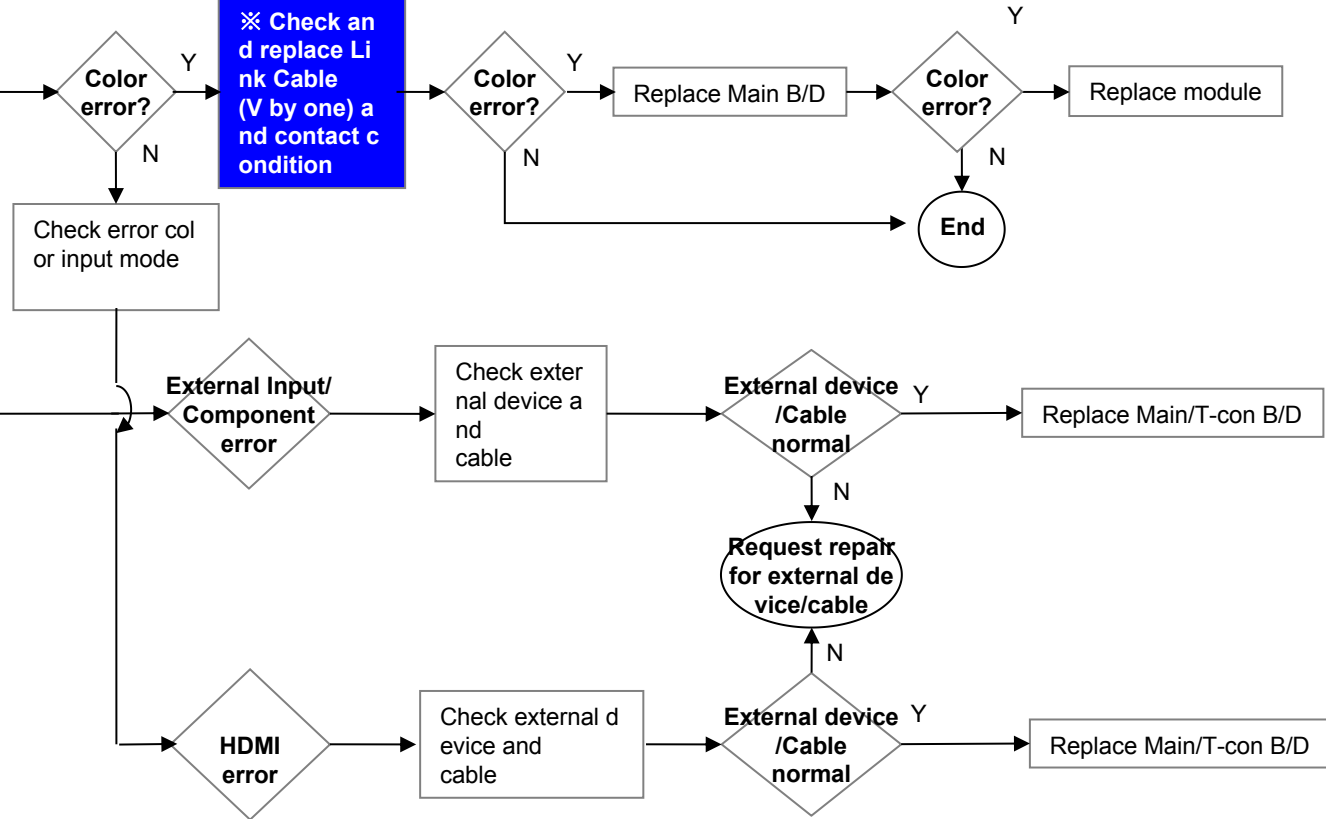 Color
error?
Y
N
※ Check an
d replace Li
nk Cable
(V by one) a
nd contact c
ondition
Color
error?
Y
N
Replace Main B/D
Color
error?
Y
N
Replace module
End
Check error col
or input mode
External Input/
Component
error
Check exter
nal device a
nd
cable
External device
/Cable
normal
Y
N
Replace Main/T-con B/D
Request repair
for external de
vice/cable
HDMI
error
Check external d
evice and
cable
N
External device
/Cable
normal
Y
Replace Main/T-con B/D